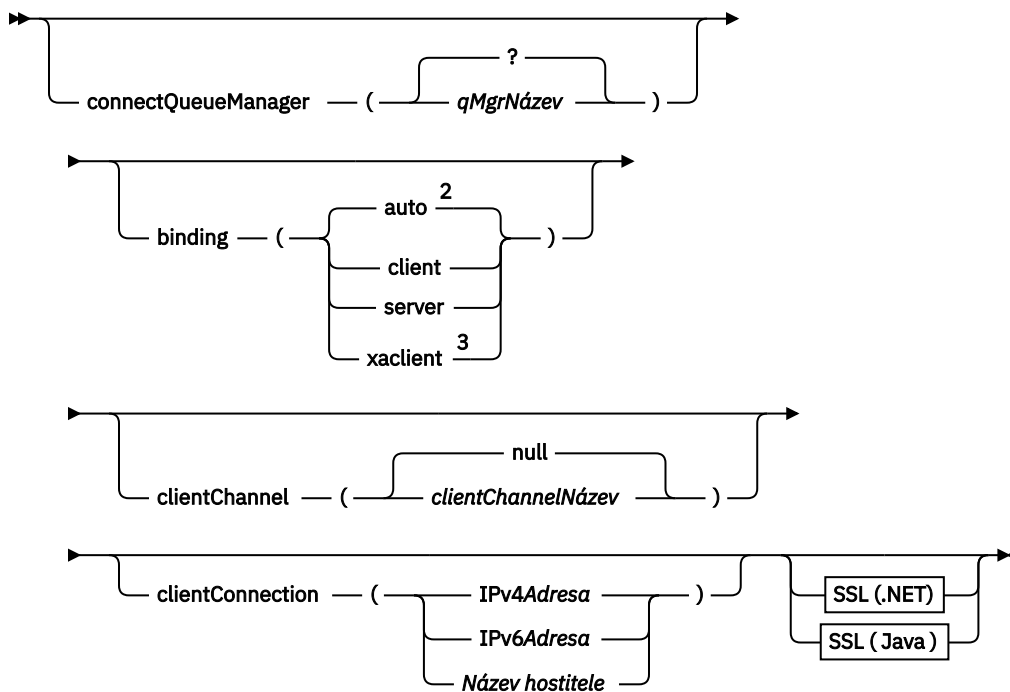 ?
connectQueueManager ( qMgrNázev )
auto 2
binding ( )
client
server
xaclient 3
null
clientChannel ( clientChannelNázev )
clientConnection ( IPv4Adresa ) SSL (.NET)
IPv6Adresa SSL ( Java )
Název hostitele